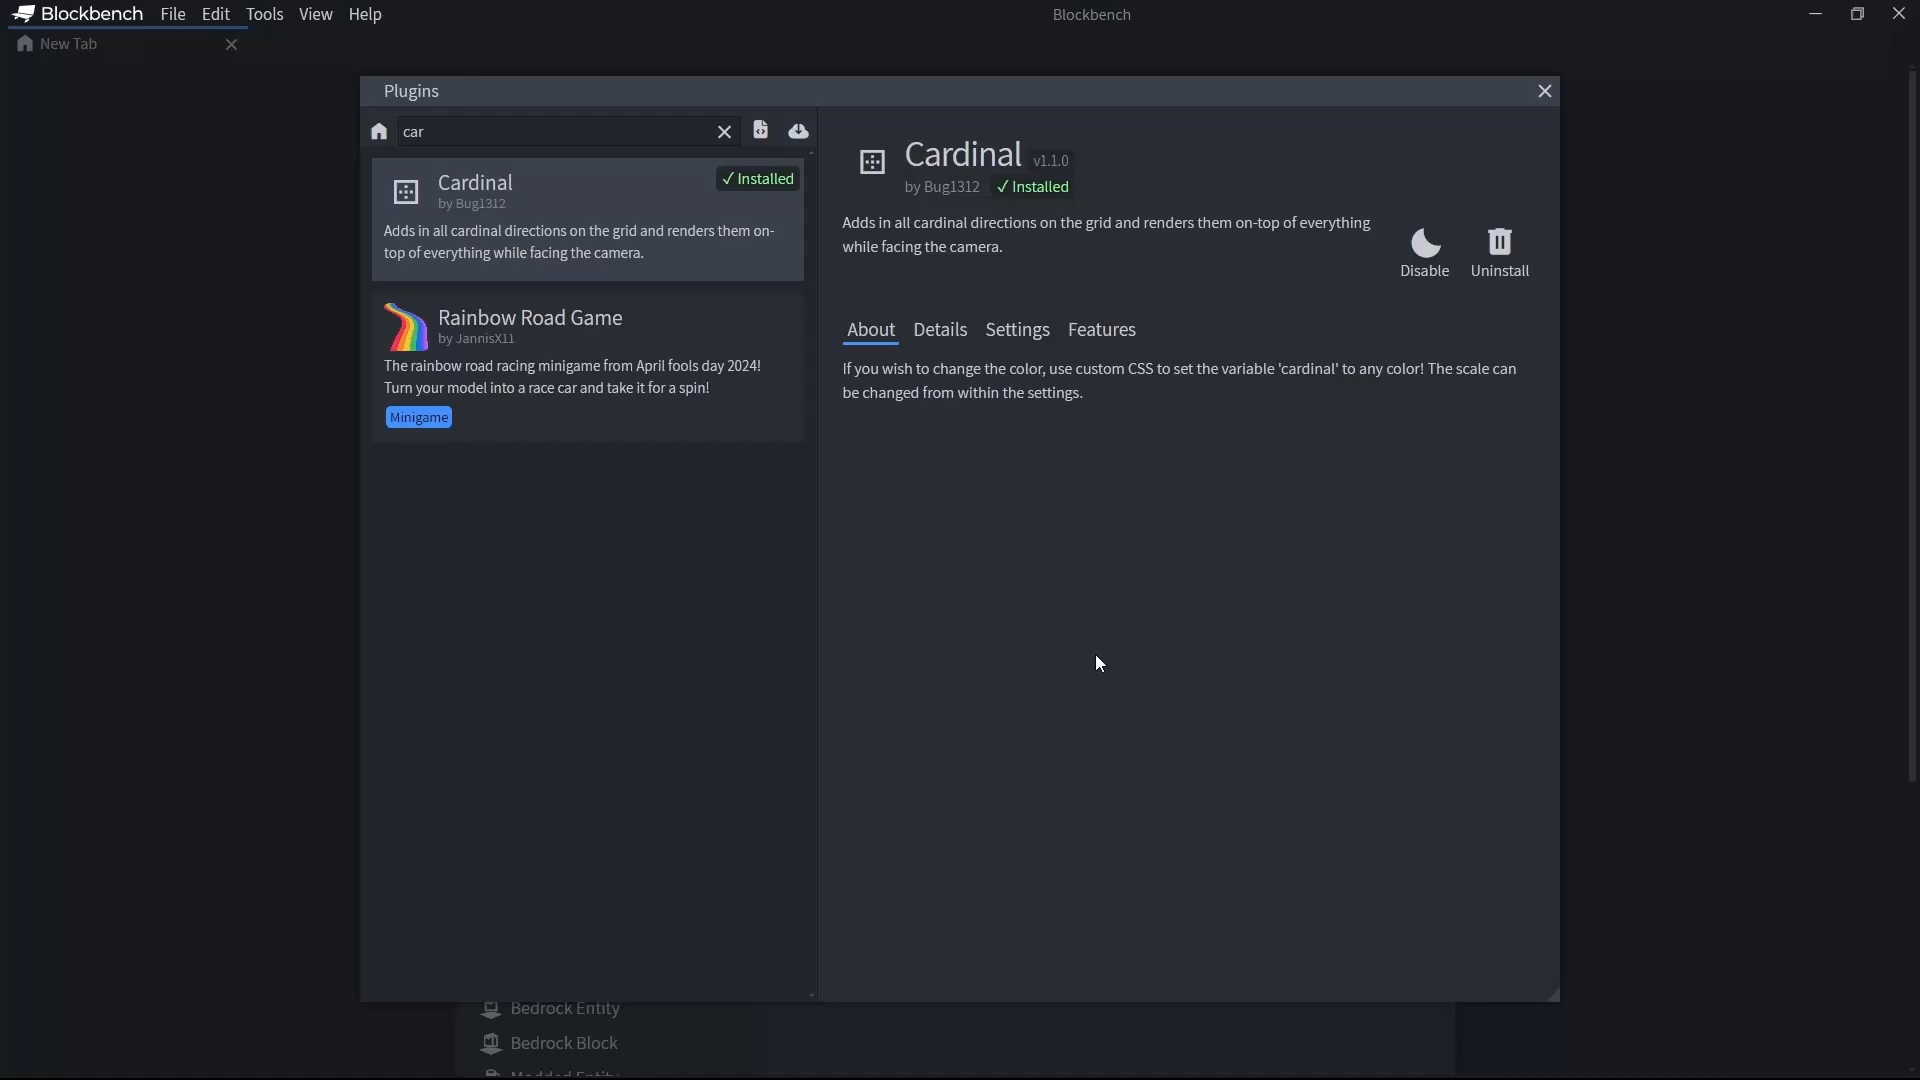 Blockbench File Edit Tools View Help
Blockbench
New Tab
Plugins
car
Cardinal
✓ Installed
by Bug1312
Adds in all cardinal directions on the grid and renders them on-
top of everything while facing the camera.
Rainbow Road Game
by JannisX11
The rainbow road racing minigame from April fools day 2024!
Turn your model into a race car and take it for a spin!
Minigame
Cardinal v1.1.0
by Bug1312 ✓ Installed
Adds in all cardinal directions on the grid and renders them on-top of everything
while facing the camera.
Disable Uninstall
About Details Settings Features
If you wish to change the color, use custom CSS to set the variable 'cardinal' to any color! The scale can
be changed from within the settings.
Bedrock Entity
Bedrock Block